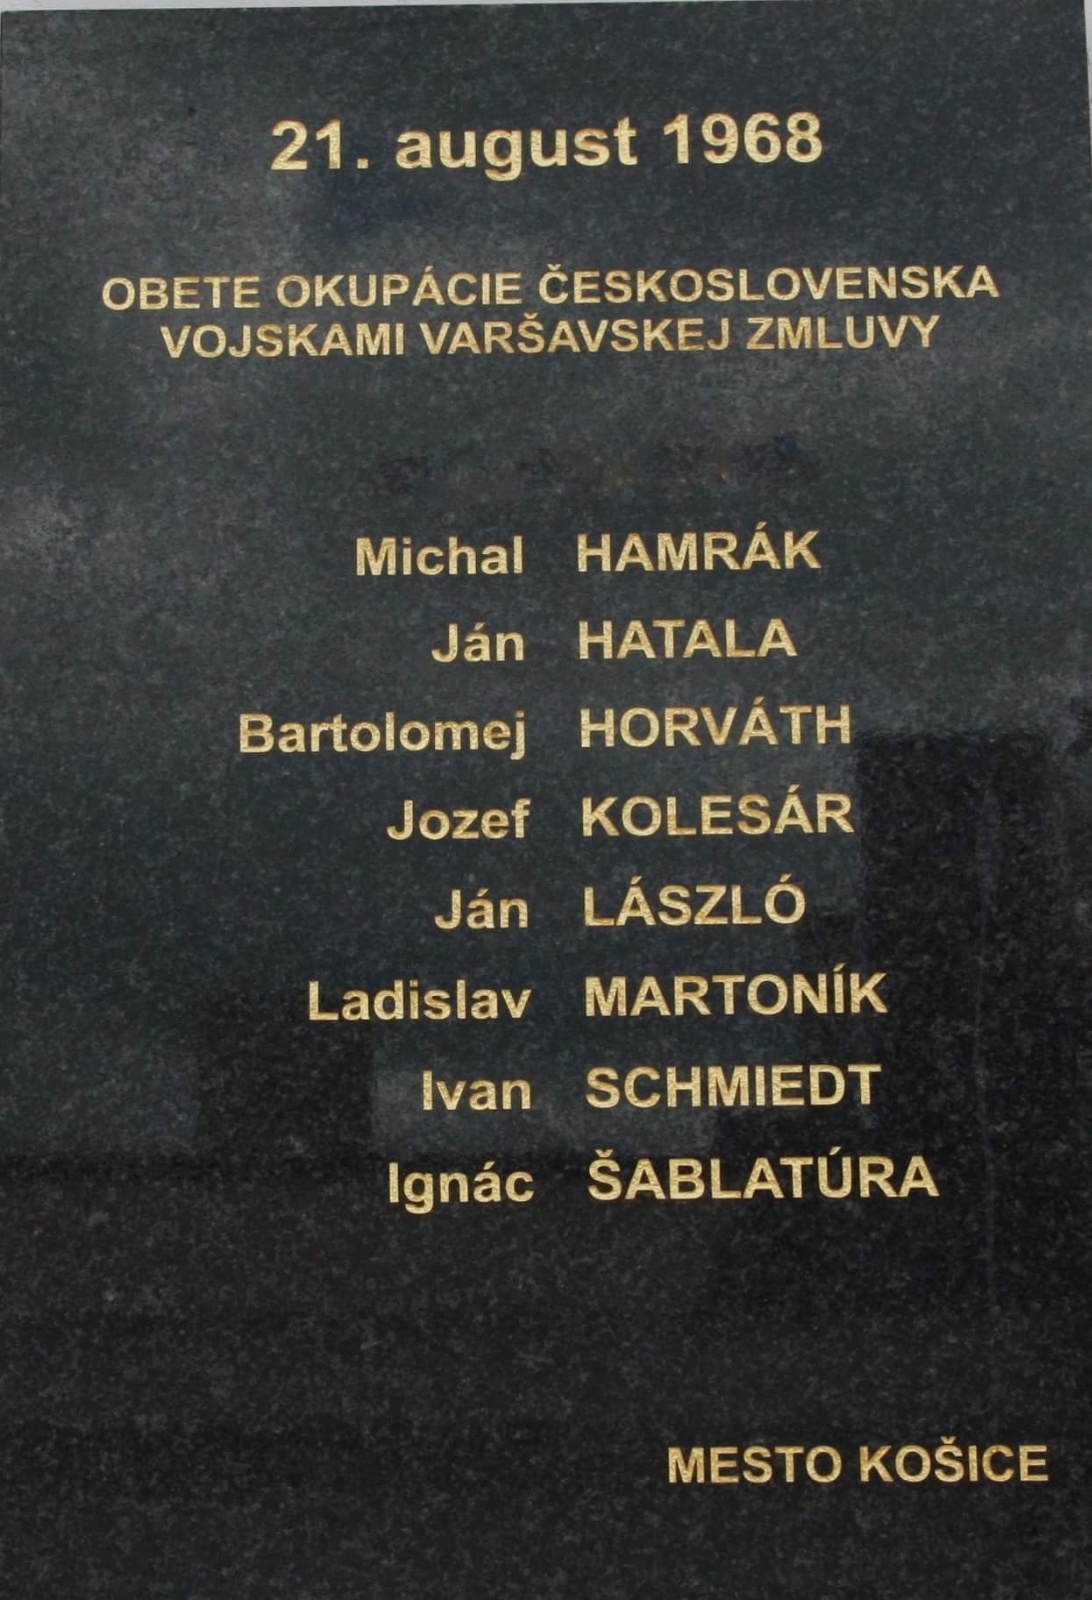 21. august 1968
OBETE OKUPÁCIE ČESKOSLOVENSKA
VOJSKAMI VARŠAVSKEJ ZMLUVY
Michal HAMRÁK
Ján HATALA
Bartolomej HORVÁTH
Jozef KOLESÁR
Ján LÁSZLÓ
Ladislav MARTONÍK
Ivan SCHMIEDT
Ignác ŠABLATÚRA
MESTO KOŠICE